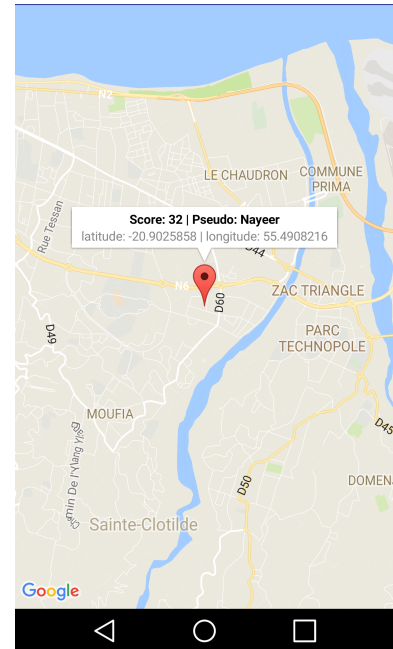 N2
LE CHAUDRON
COMMUNE
PRIMA
Rue Tessan
Score: 32 | Pseudo: Nayeer
latitude: -20.9025858 | longitude: 55.4908216
D44
N6
D60
ZAC TRIANGLE
D49
PARC
TECHNOPOLE
MOUFIA
D45
D50
DOMEN
Sainte-Clotilde
Google